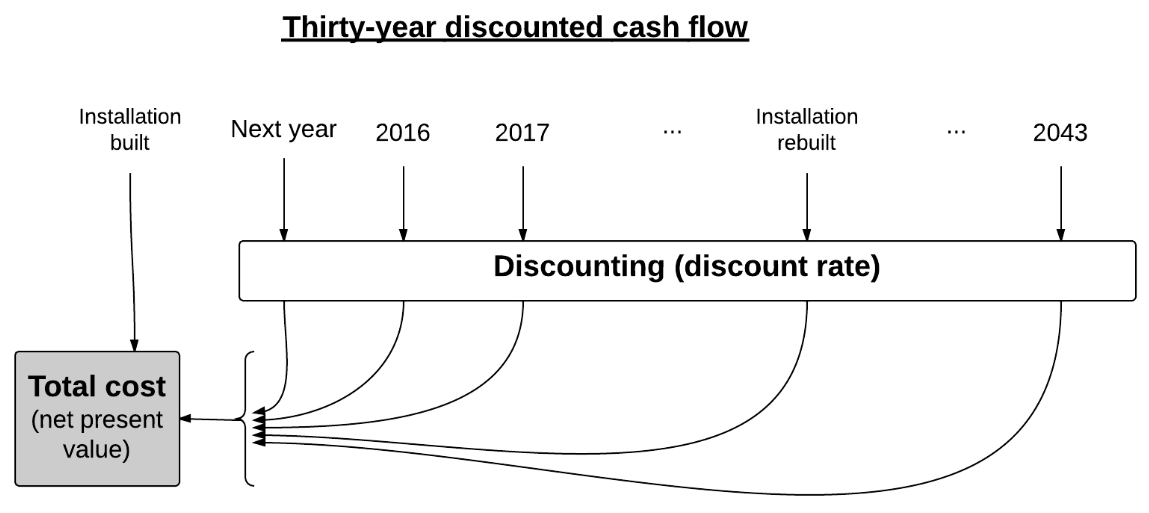 Thirty-year discounted cash flow
Installation
built
Next year
2016
2017
...
Installation
rebuilt
...
2043
Discounting (discount rate)
Total cost
(net present
value)